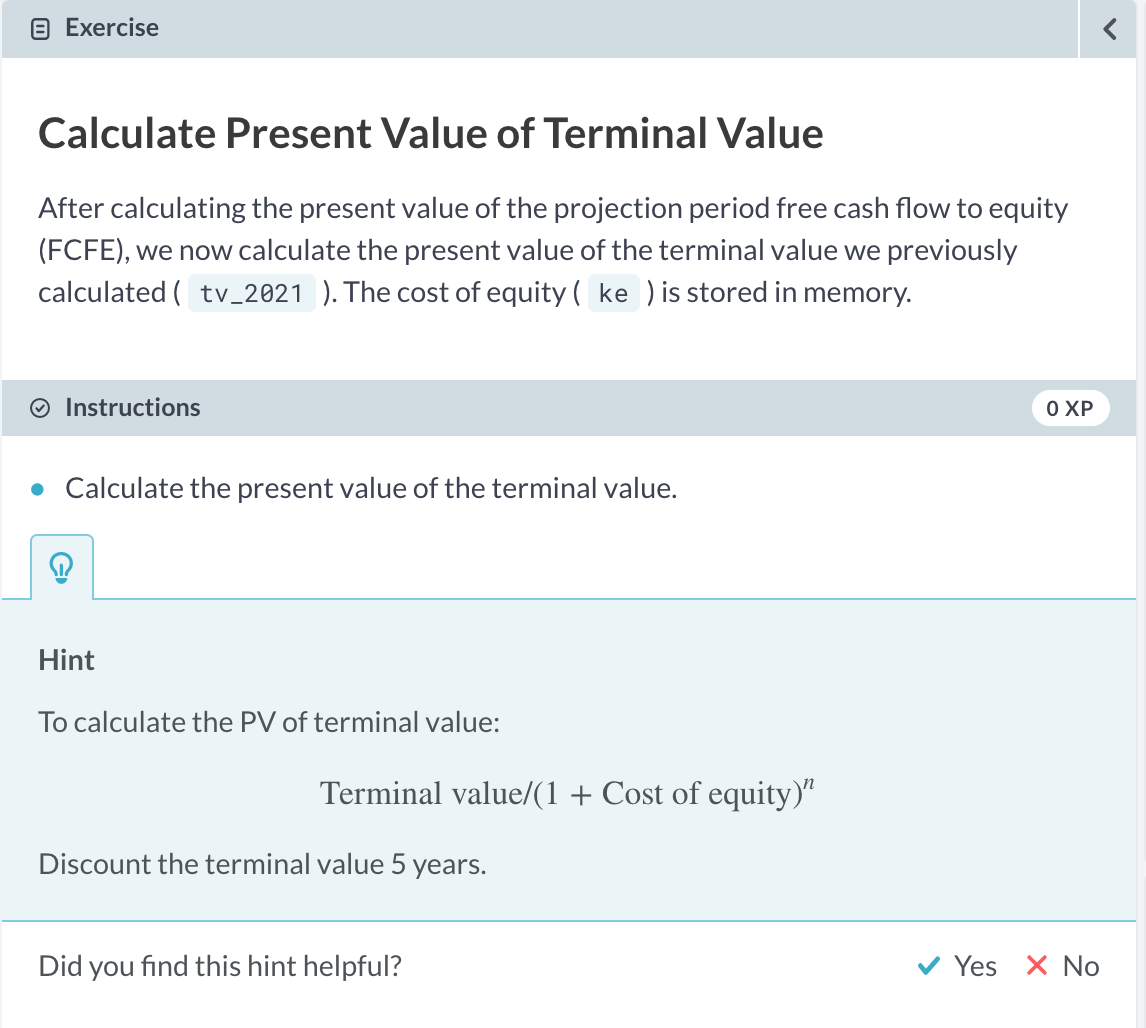 Exercise
Calculate Present Value of Terminal Value
After calculating the present value of the projection period free cash flow to equity
(FCFE), we now calculate the present value of the terminal value we previously
calculated ( tv_2021 ). The cost of equity ( ke ) is stored in memory.
Instructions
0 XP
Calculate the present value of the terminal value.
Hint
To calculate the PV of terminal value:
Terminal value/(1 + Cost of equity)ⁿ
Discount the terminal value 5 years.
Did you find this hint helpful?
Yes
No